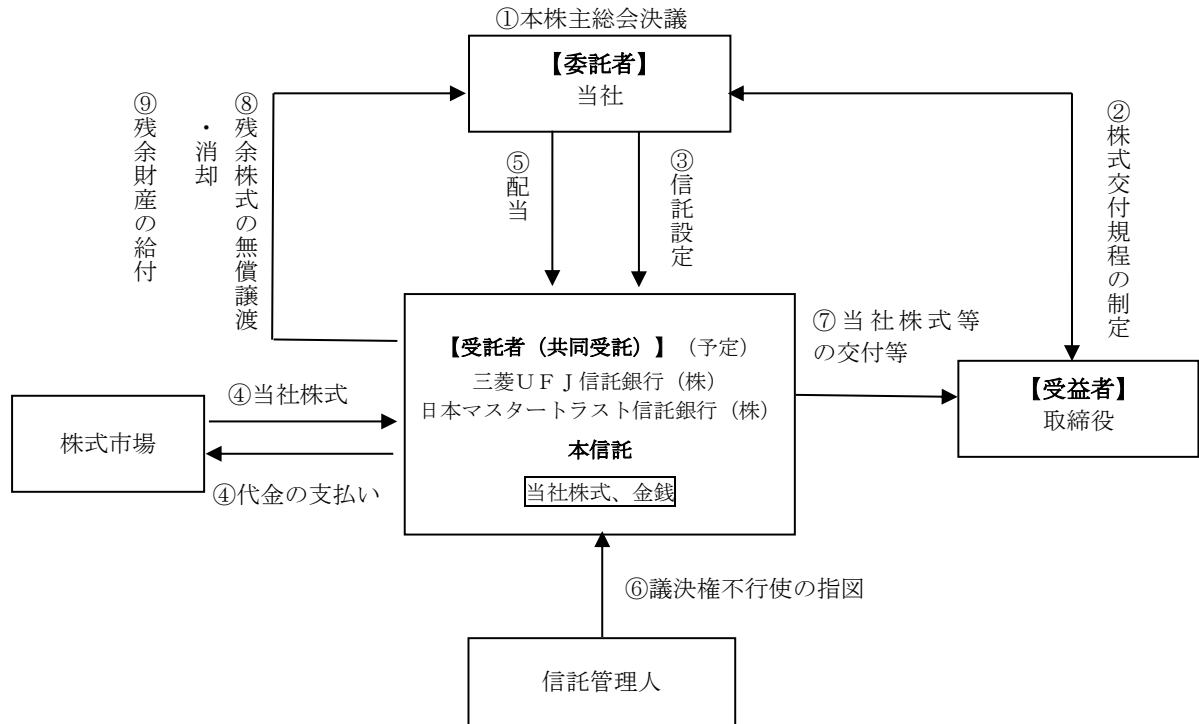 ①本株主総会決議
【委託者】
当社
⑨残余財産の給付
⑧残余株式の無償譲渡
・消却
⑤配当
③信託設定
②株式交付規程の制定
【受託者（共同受託）】（予定）
三菱ＵＦＪ信託銀行（株）
日本マスタートラスト信託銀行（株）
本信託
当社株式、金銭
⑦当社株式等
の交付等
【受益者】
取締役
④当社株式
株式市場
④代金の支払い
⑥議決権不行使の指図
信託管理人